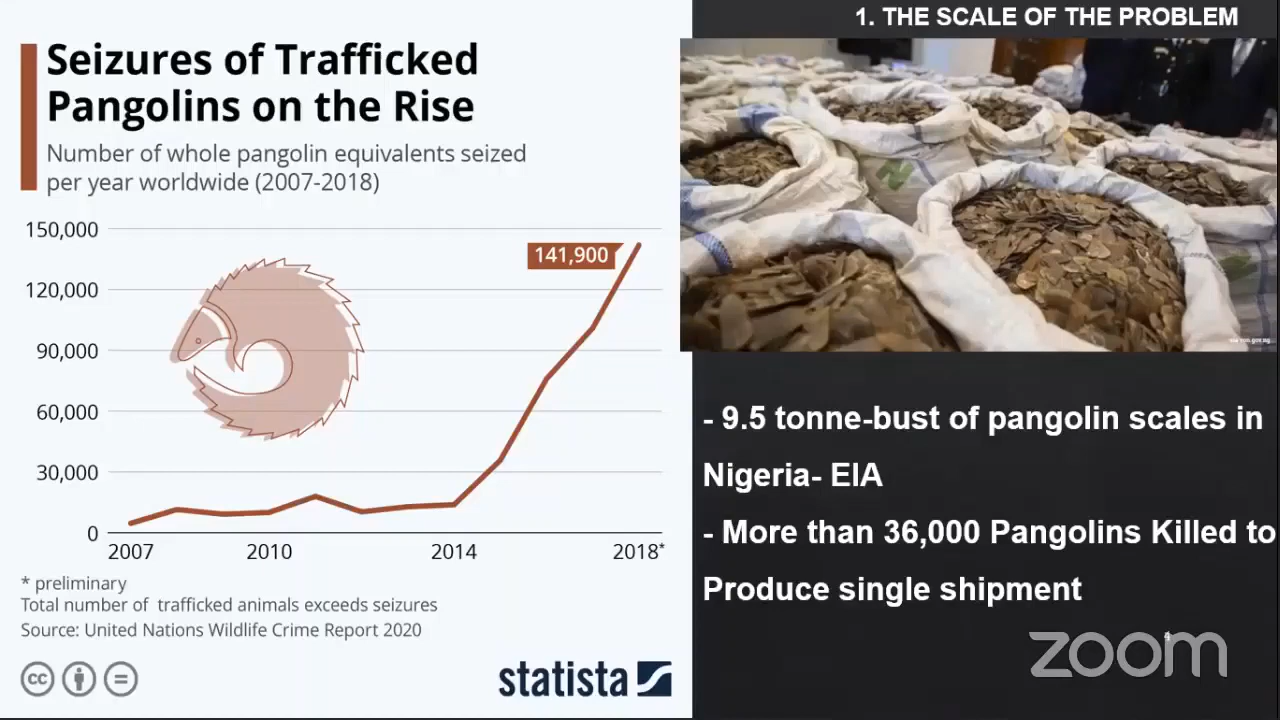 Seizures of Trafficked
Pangolins on the Rise
Number of whole pangolin equivalents seized
per year worldwide (2007-2018)
150,000
120,000
90,000
60,000
30,000
0
141,900
2007
2010
2014
2018*
* preliminary
Total number of trafficked animals exceeds seizures
Source: United Nations Wildlife Crime Report 2020
cc
statista
1. THE SCALE OF THE PROBLEM
- 9.5 tonne-bust of pangolin scales in
Nigeria- EIA
- More than 36,000 Pangolins Killed to
Produce single shipment
4
zoom